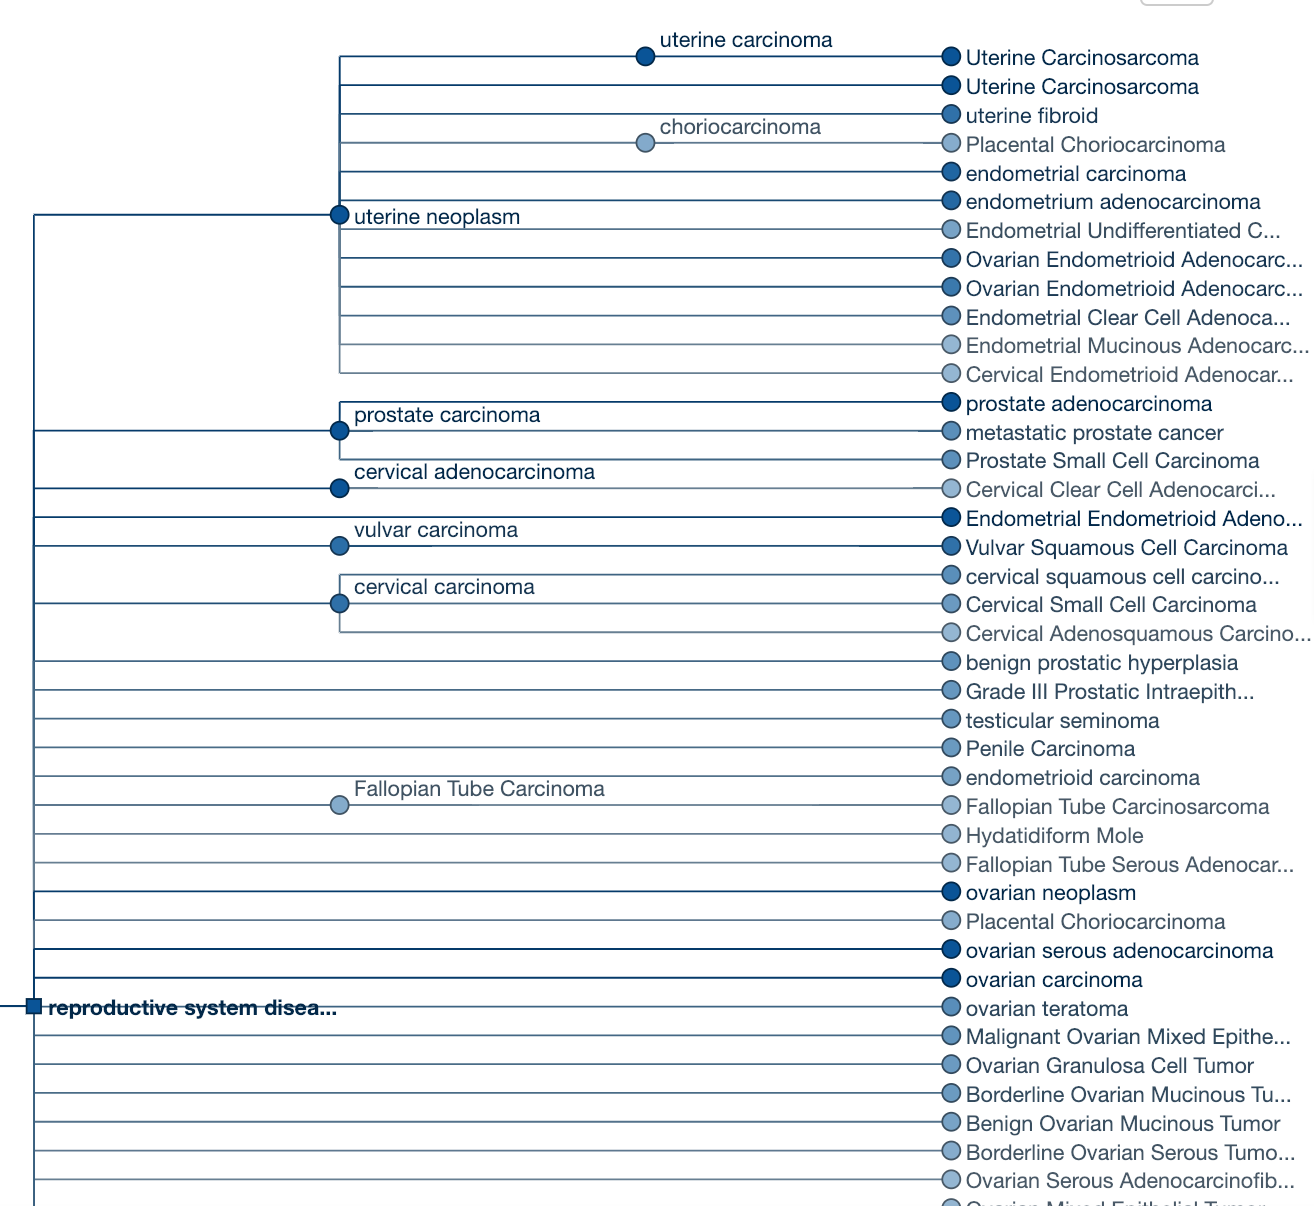 uterine carcinoma
Uterine Carcinosarcoma
Uterine Carcinosarcoma
uterine fibroid
choriocarcinoma
Placental Choriocarcinoma
endometrial carcinoma
endometrium adenocarcinoma
uterine neoplasm
Endometrial Undifferentiated C...
Ovarian Endometrioid Adenocarc...
Ovarian Endometrioid Adenocarc...
Endometrial Clear Cell Adenoca...
Endometrial Mucinous Adenocarc...
Cervical Endometrioid Adenocar...
prostate adenocarcinoma
prostate carcinoma
metastatic prostate cancer
Prostate Small Cell Carcinoma
cervical adenocarcinoma
Cervical Clear Cell Adenocarci...
Endometrial Endometrioid Adeno...
vulvar carcinoma
Vulvar Squamous Cell Carcinoma
cervical squamous cell carcino...
cervical carcinoma
Cervical Small Cell Carcinoma
Cervical Adenosquamous Carcino...
benign prostatic hyperplasia
Grade III Prostatic Intraepith...
testicular seminoma
Penile Carcinoma
endometrioid carcinoma
Fallopian Tube Carcinoma
Fallopian Tube Carcinosarcoma
Hydatidiform Mole
Fallopian Tube Serous Adenocar...
ovarian neoplasm
Placental Choriocarcinoma
ovarian serous adenocarcinoma
ovarian carcinoma
reproductive system disea...
ovarian teratoma
Malignant Ovarian Mixed Epithe...
Ovarian Granulosa Cell Tumor
Borderline Ovarian Mucinous Tu...
Benign Ovarian Mucinous Tumor
Borderline Ovarian Serous Tumo...
Ovarian Serous Adenocarcinofib...
Ovarian Mixed Epithelial Tumor